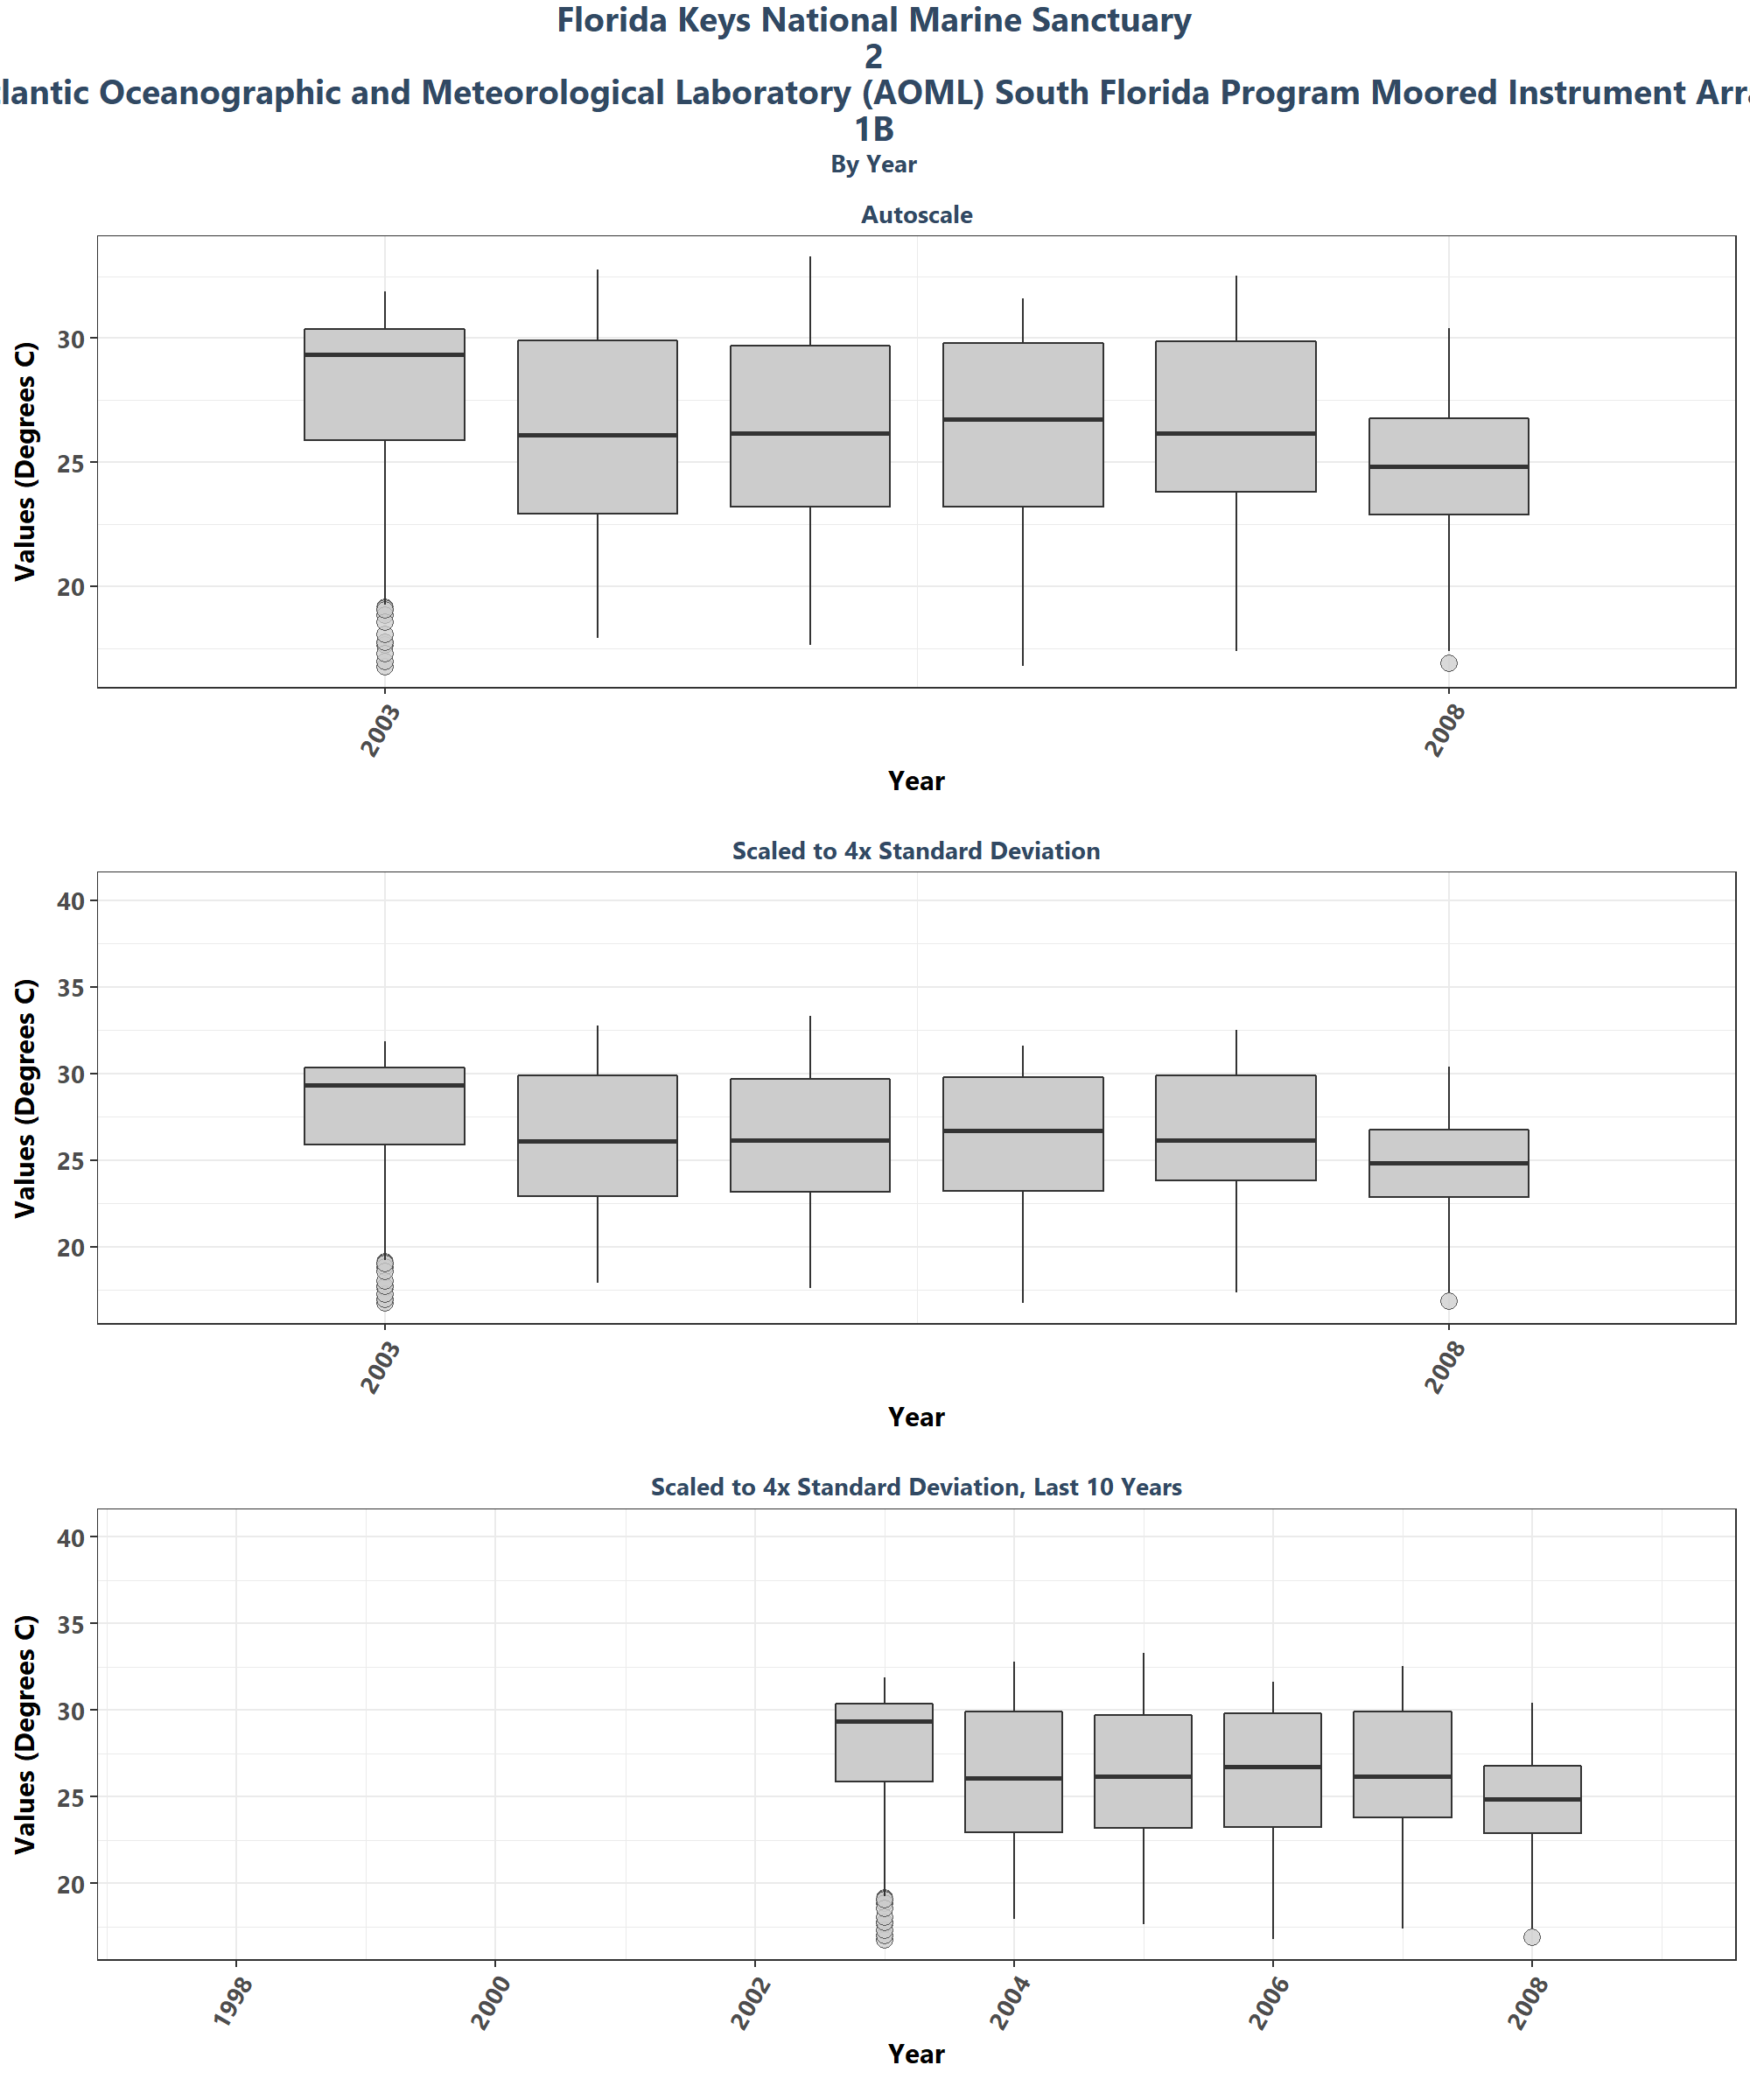 Florida Keys National Marine Sanctuary
2
lantic Oceanographic and Meteorological Laboratory (AOML) South Florida Program Moored Instrument Arr
1B
By Year
Autoscale
Values (Degrees C)
30
25
20
2003
2008
Year
Scaled to 4x Standard Deviation
Values (Degrees C)
40
35
30
25
20
2003
2008
Year
Scaled to 4x Standard Deviation, Last 10 Years
Values (Degrees C)
40
35
30
25
20
1998
2000
2002
2004
2006
2008
Year